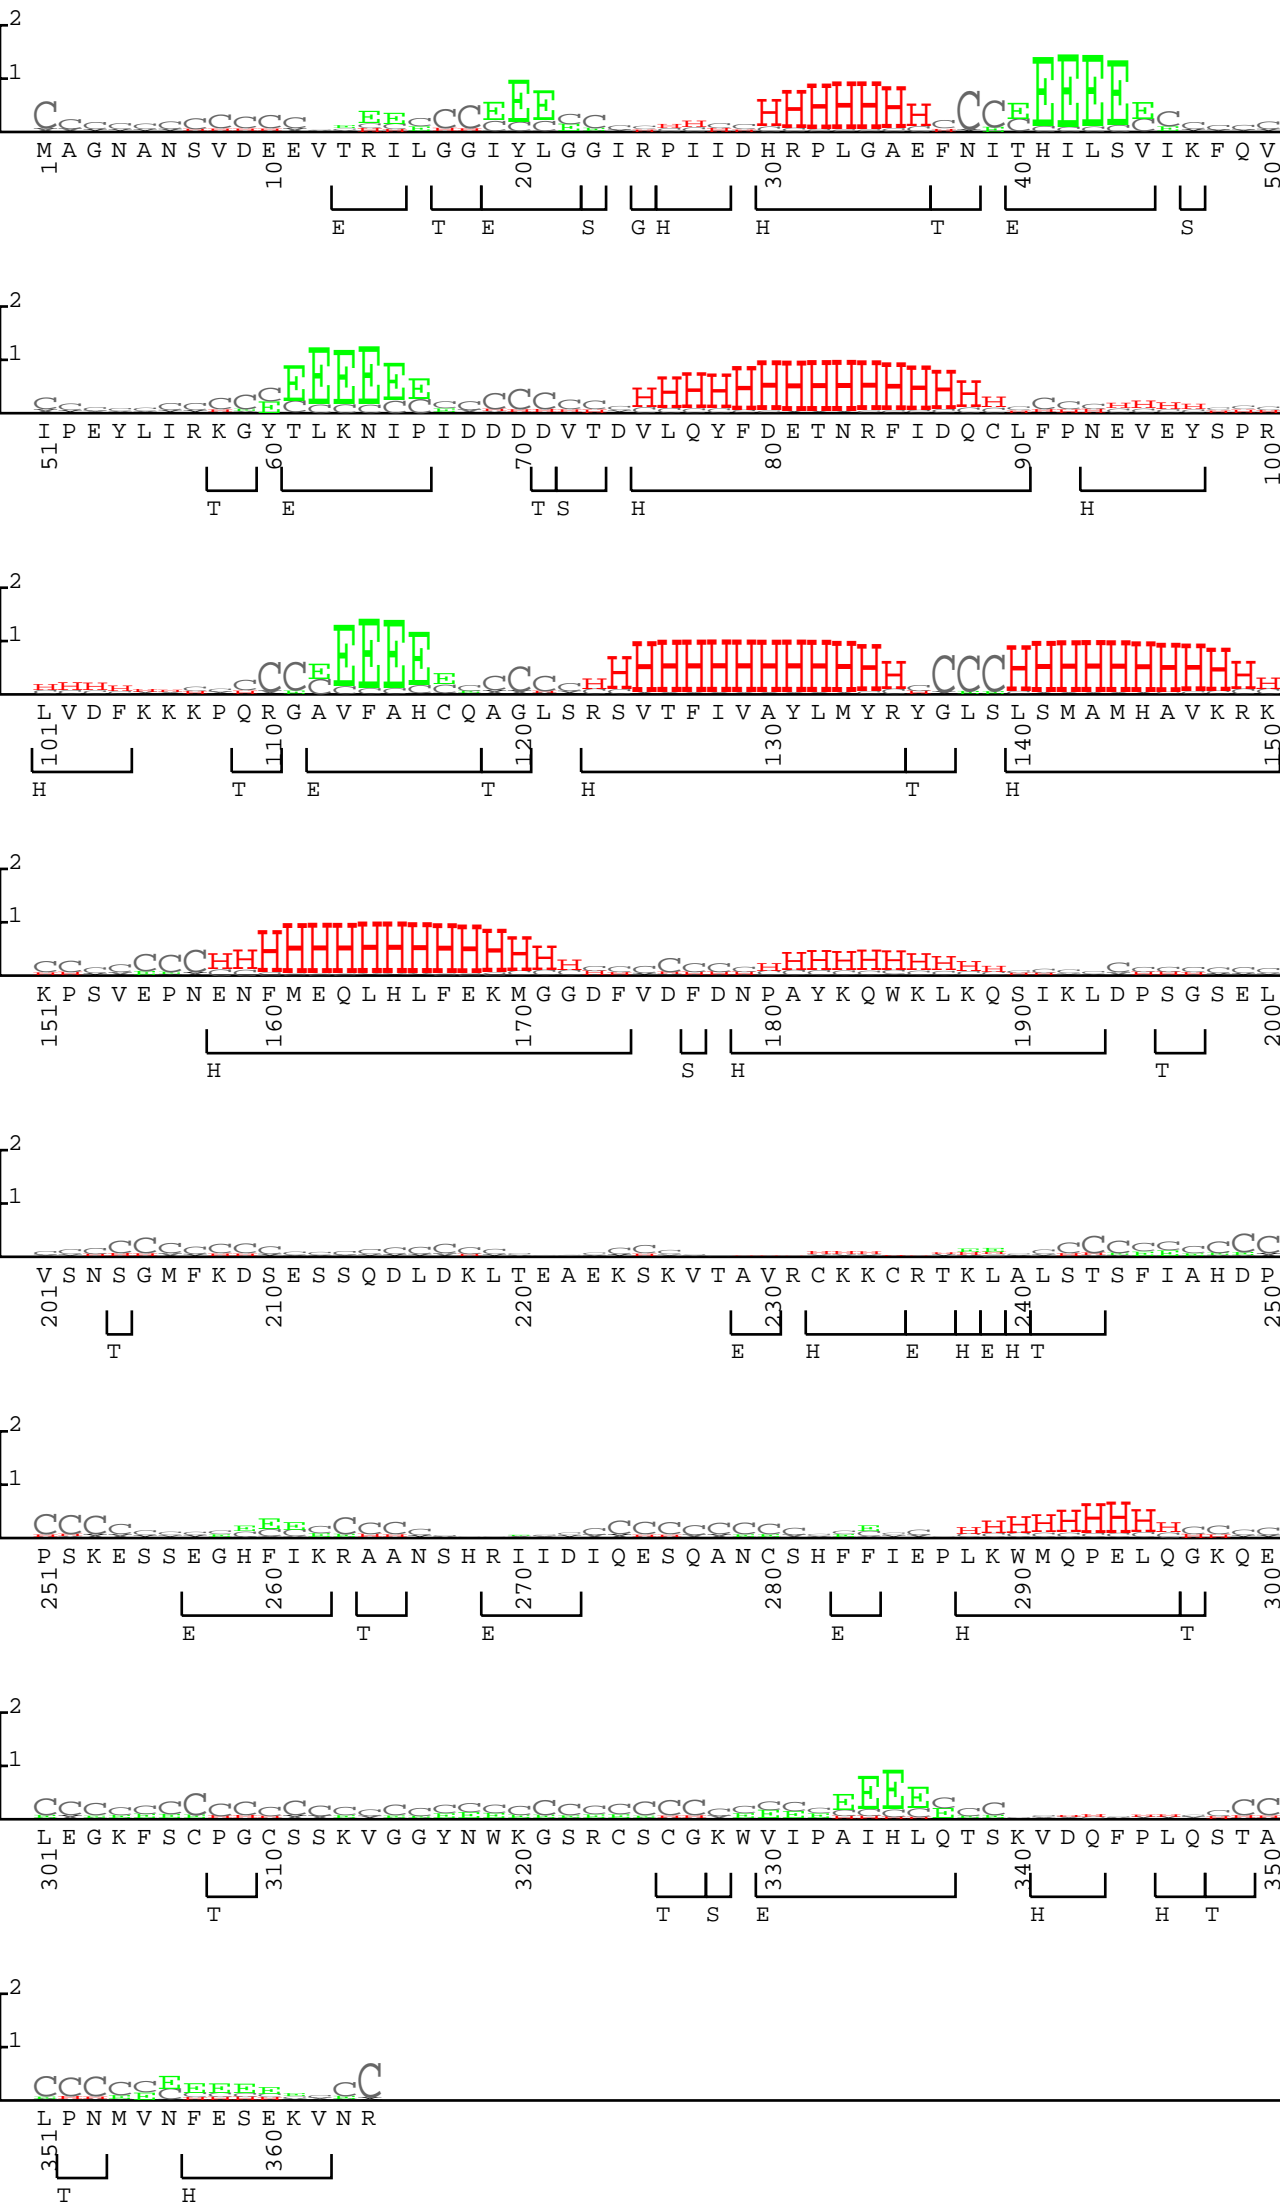 2
1
M A G N A N S V D E E V T R I L G G I Y L G G I R P I I D H R P L G A E F N I T H I L S V I K F Q V
1 10 20 30 40 50
E T E S G H H T E S
2
1
I P E Y L I R K G Y T L K N I P I D D D D V T D V L Q Y F D E T N R F I D Q C L F P N E V E Y S P R
51 60 70 80 90 100
T E T S H H
2
1
L V D F K K K P Q R G A V F A H C Q A G L S R S V T F I V A Y L M Y R Y G L S L S M A M H A V K R K
101 110 120 130 140 150
H T E T H T H
2
1
K P S V E P N E N F M E Q L H L F E K M G G D F V D F D N P A Y K Q W K L K Q S I K L D P S G S E L
151 160 170 180 190 200
H S H T
2
1
V S N S G M F K D S E S S Q D L D K L T E A E K S K V T A V R C K K C R T K L A L S T S F I A H D P
201 210 220 230 240 250
T E H E H E H T
2
1
P S K E S S E G H F I K R A A N S H R I I D I Q E S Q A N C S H F F I E P L K W M Q P E L Q G K Q E
251 260 270 280 290 300
E T E E H T
2
1
L E G K F S C P G C S S K V G G Y N W K G S R C S C G K W V I P A I H L Q T S K V D Q F P L Q S T A
301 310 320 330 340 350
T T S E H H T
2
1
L P N M V N F E S E K V N R
351 360
T H